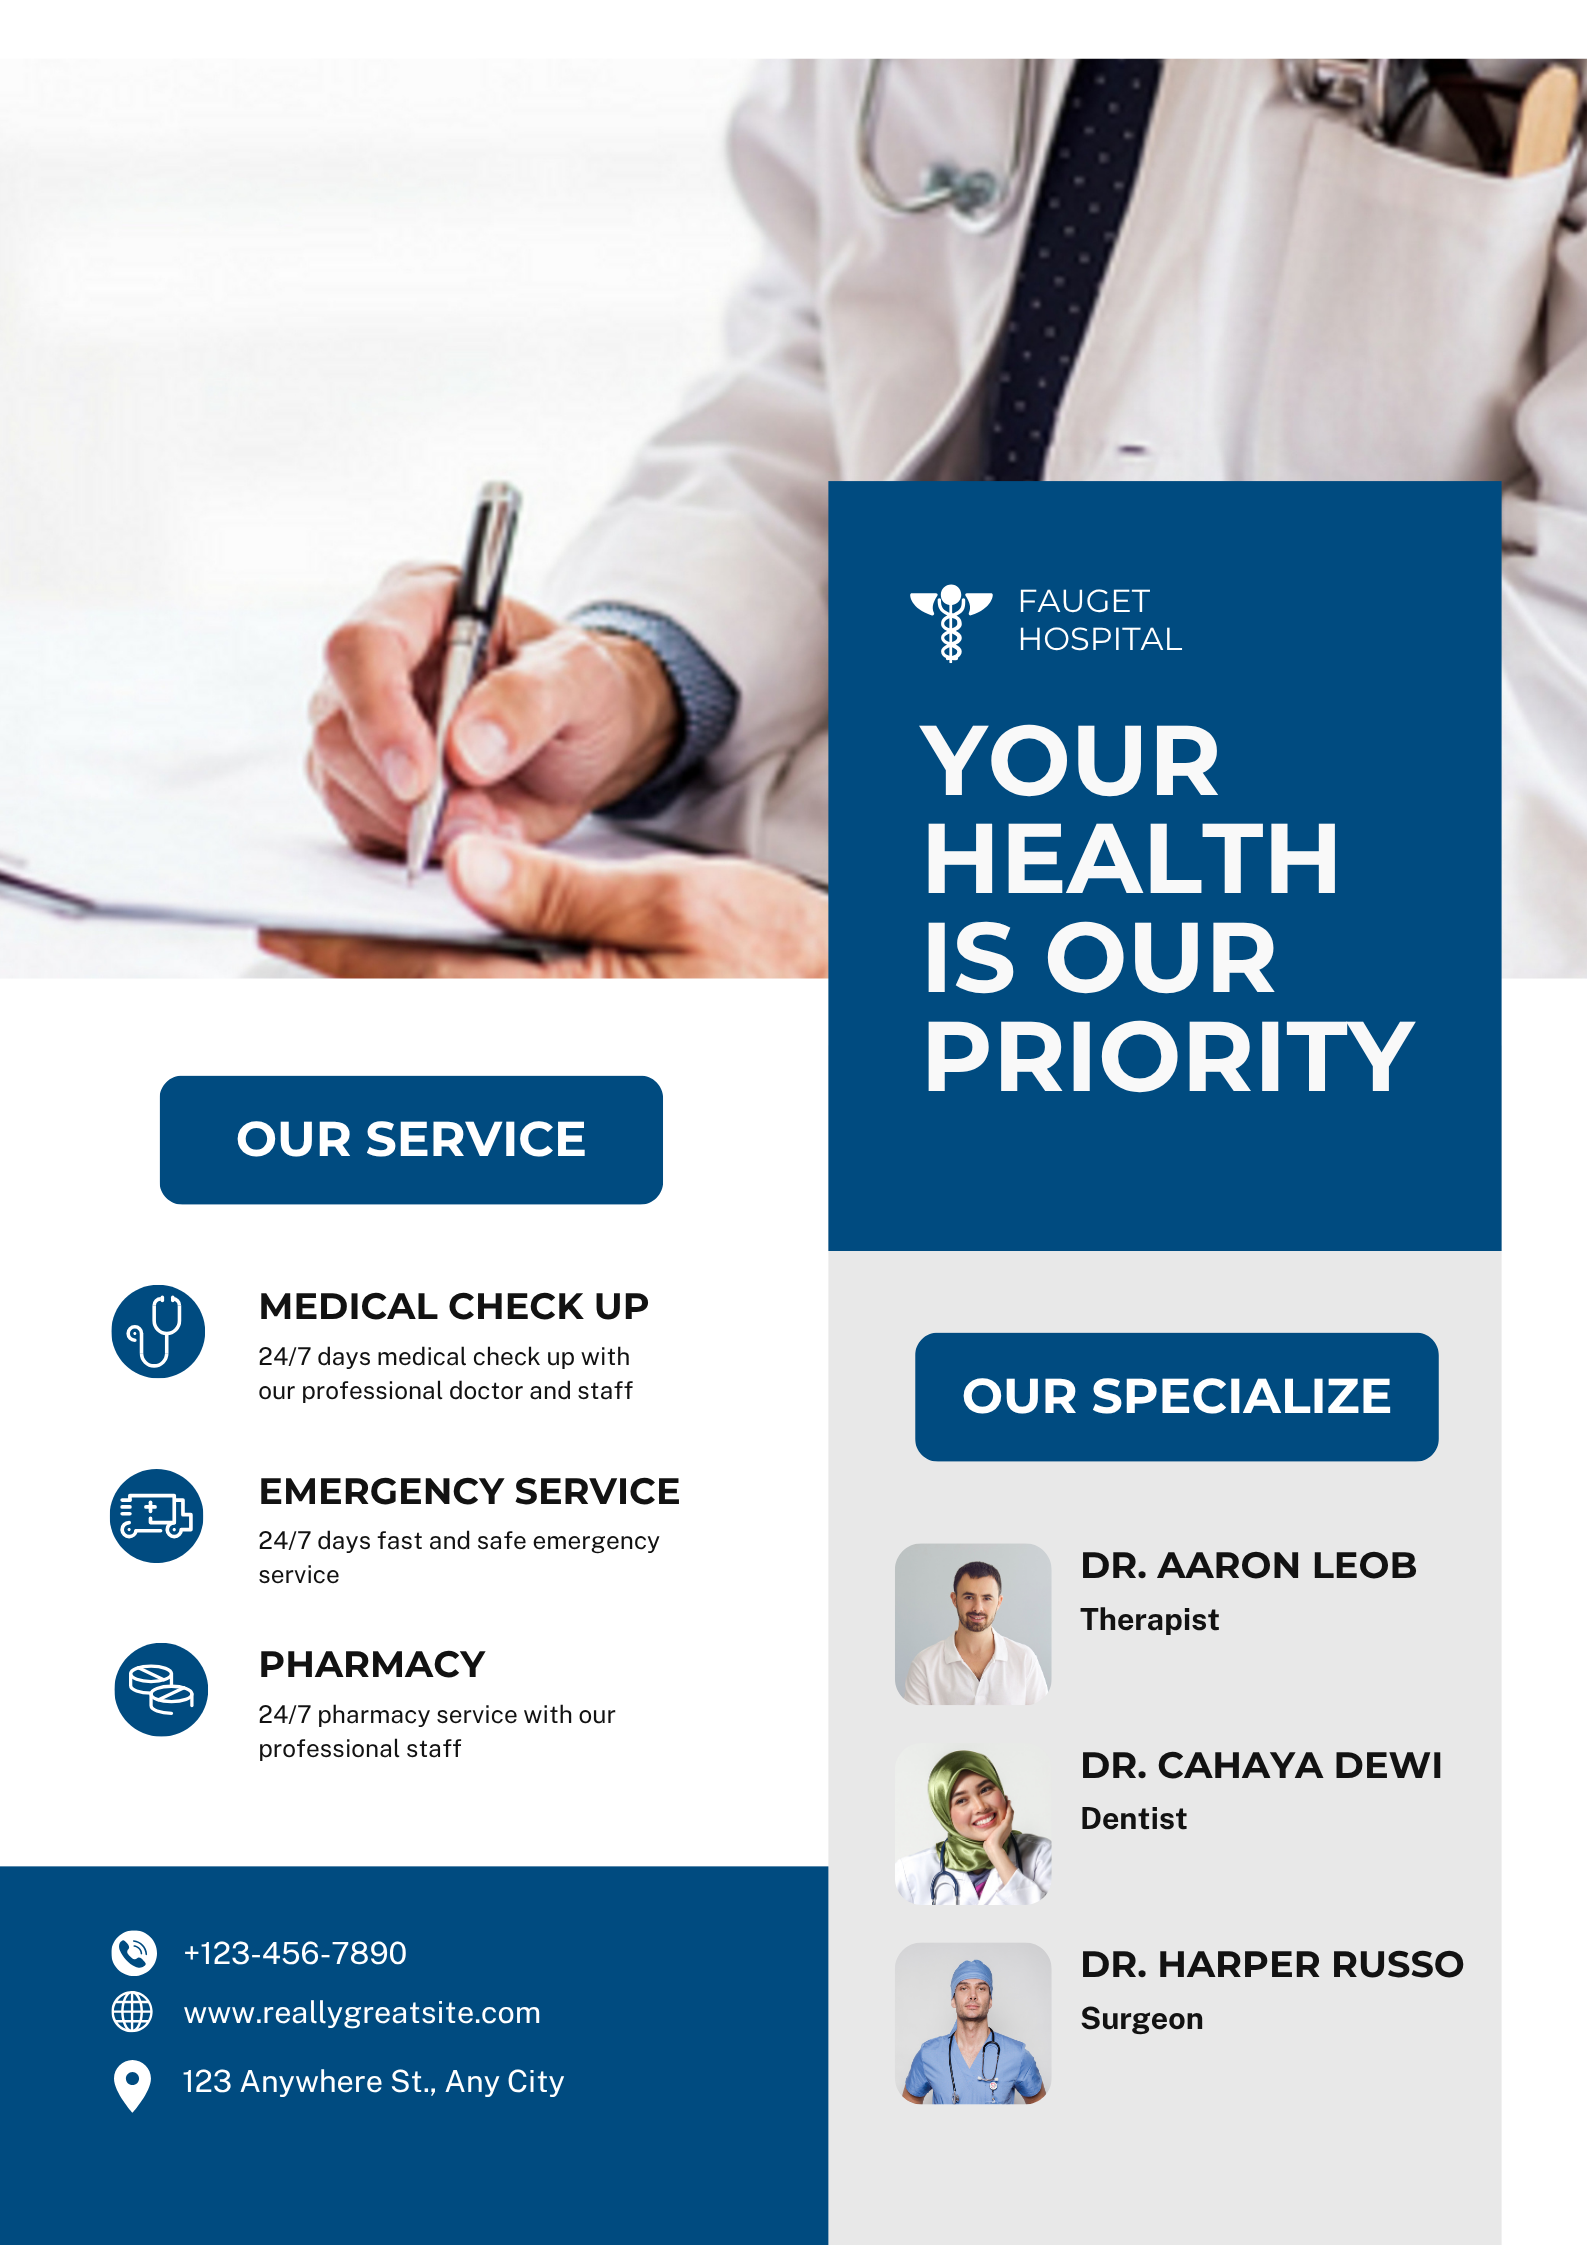 FAUGET
HOSPITAL
YOUR
HEALTH
IS OUR
PRIORITY
OUR SERVICE
MEDICAL CHECK UP
24/7 days medical check up with
our professional doctor and staff
EMERGENCY SERVICE
24/7 days fast and safe emergency
service
PHARMACY
24/7 pharmacy service with our
professional staff
+123-456-7890
www.reallygreatsite.com
123 Anywhere St., Any City
OUR SPECIALIZE
DR. AARON LEOB
Therapist
DR. CAHAYA DEWI
Dentist
DR. HARPER RUSSO
Surgeon